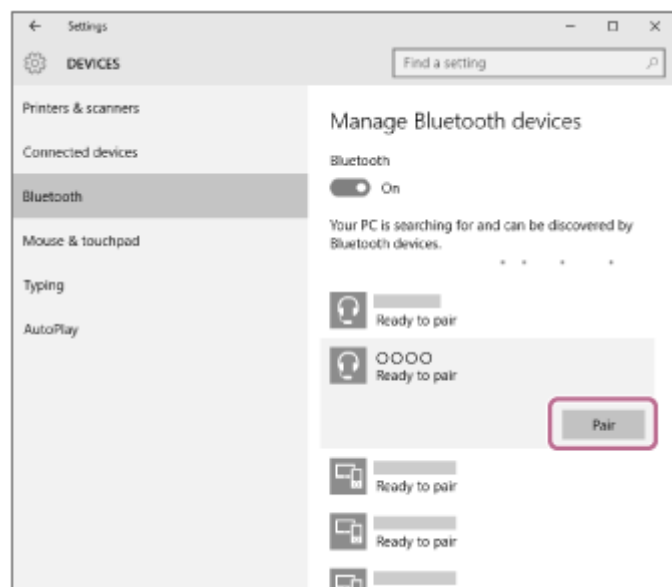 Settings
DEVICES
Find a setting
Printers & scanners
Connected devices
Bluetooth
Mouse & touchpad
Typing
AutoPlay
Manage Bluetooth devices
Bluetooth
On
Your PC is searching for and can be discovered by
Bluetooth devices.
Ready to pair
OOOO
Ready to pair
Pair
Ready to pair
Ready to pair